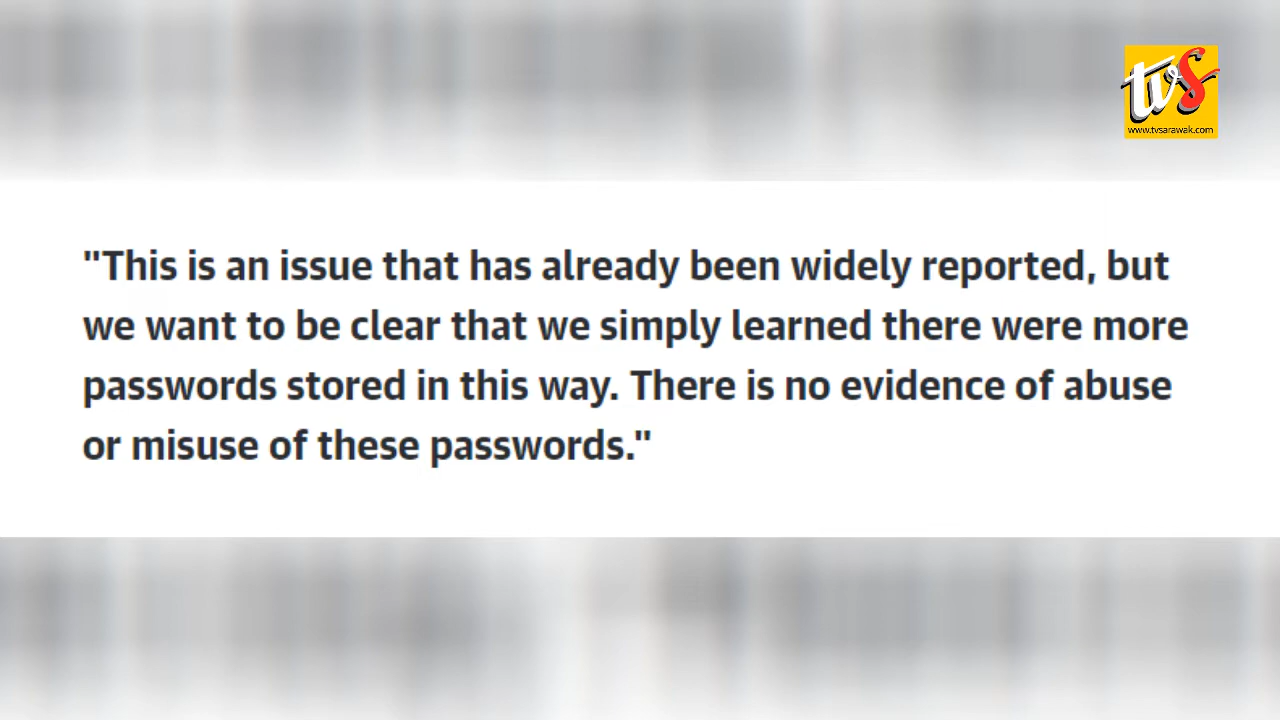 tvS
www.tvsarawak.com
"This is an issue that has already been widely reported, but
we want to be clear that we simply learned there were more
passwords stored in this way. There is no evidence of abuse
or misuse of these passwords."